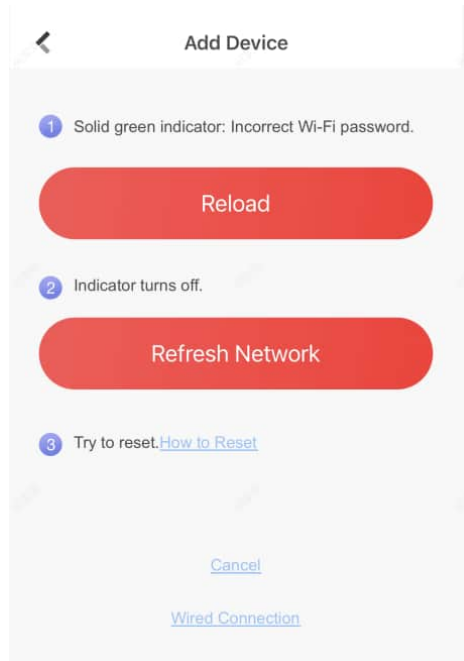 Add Device
1 Solid green indicator: Incorrect Wi-Fi password.
Reload
2 Indicator turns off.
Refresh Network
3 Try to reset.How to Reset
Cancel
Wired Connection